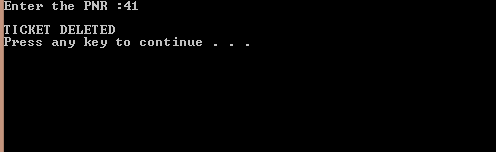 Enter the PNR :41
TICKET DELETED
Press any key to continue . . .